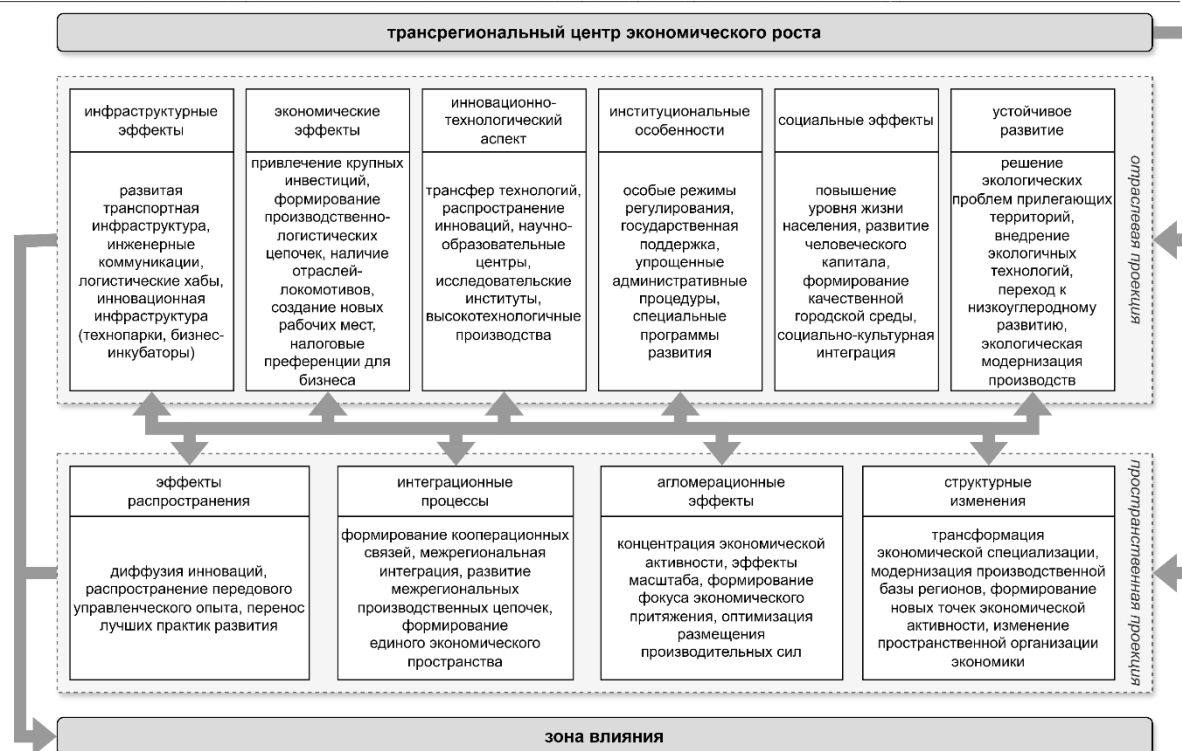 трансрегиональный центр экономического роста
инфраструктурные
эффекты
развитая
транспортная
инфраструктура,
инженерные
коммуникации,
логистические хабы,
инновационная
инфраструктура
(технопарки, бизнес-
инкубаторы)
экономические
эффекты
привлечение крупных
инвестиций,
формирование
производственно-
логистических
цепочек, наличие
отраслей-
локомотивов,
создание новых
рабочих мест,
налоговые
преференции для
бизнеса
инновационно-
технологический
аспект
трансфер технологий,
распространение
инноваций, научно-
образовательные
центры,
исследовательские
институты,
высокотехнологичные
производства
институциональные
особенности
особые режимы
регулирования,
государственная
поддержка,
упрощенные
административные
процедуры,
специальные
программы
развития
социальные эффекты
повышение
уровня жизни
населения, развитие
человеческого
капитала,
формирование
качественной
городской среды,
социально-культурная
интеграция
устойчивое
развитие
решение
экологических
проблем прилегающих
территорий,
внедрение
экологичных
технологий,
переход к
низкоуглеродному
развитию,
экологическая
модернизация
производств
отраслевая проекция
эффекты
распространения
диффузия инноваций,
распространение передового
управленческого опыта, перенос
лучших практик развития
интеграционные
процессы
формирование кооперационных
связей, межрегиональная
интеграция, развитие
межрегиональных
производственных цепочек,
формирование
единого экономического
пространства
агломерационные
эффекты
концентрация экономической
активности, эффекты
масштаба, формирование
фокуса экономического
притяжения, оптимизация
размещения
производительных сил
структурные
изменения
трансформация
экономической специализации,
модернизация производственной
базы регионов, формирование
новых точек экономической
активности, изменение
пространственной организации
экономики
пространственная проекция
зона влияния